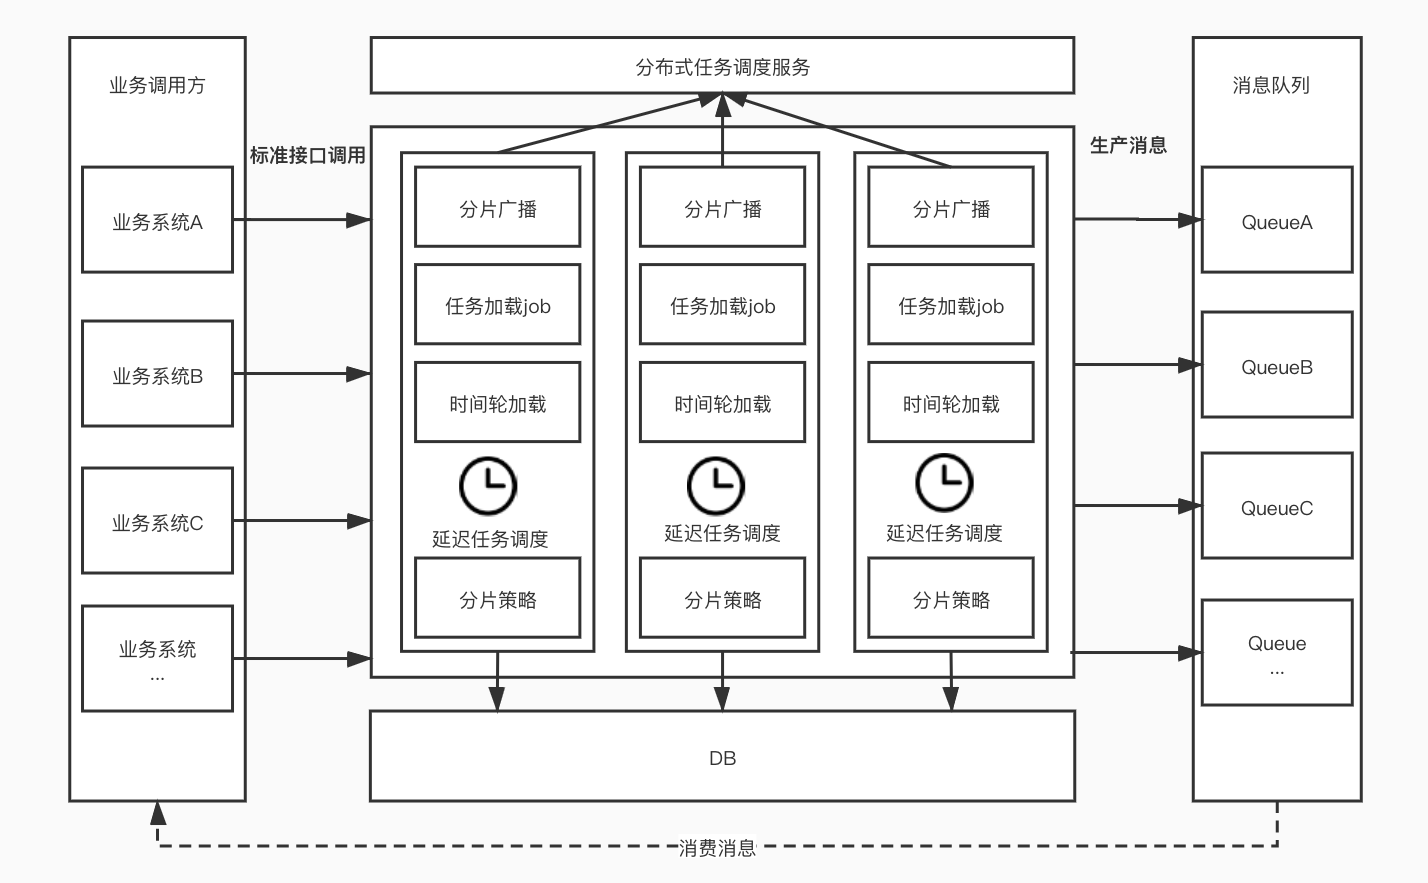 业务调用方
业务系统A
业务系统B
业务系统C
业务系统
...
标准接口调用
分布式任务调度服务
分片广播
任务加载job
时间轮加载
延迟任务调度
分片策略
分片广播
任务加载job
时间轮加载
延迟任务调度
分片策略
分片广播
任务加载job
时间轮加载
延迟任务调度
分片策略
DB
生产消息
消息队列
QueueA
QueueB
QueueC
Queue
...
消费消息